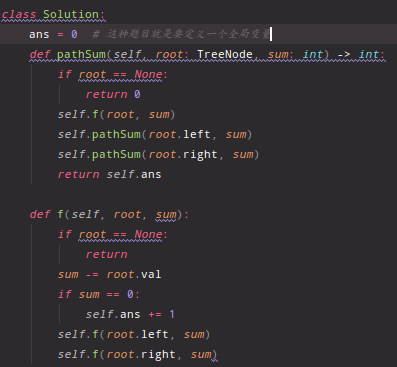 class Solution:
    ans = 0  # 这种题目就是要定义一个全局变量
    def pathSum(self, root: TreeNode, sum: int) -> int:
        if root == None:
            return 0
        self.f(root, sum)
        self.pathSum(root.left, sum)
        self.pathSum(root.right, sum)
        return self.ans

    def f(self, root, sum):
        if root == None:
            return
        sum -= root.val
        if sum == 0:
            self.ans += 1
        self.f(root.left, sum)
        self.f(root.right, sum)